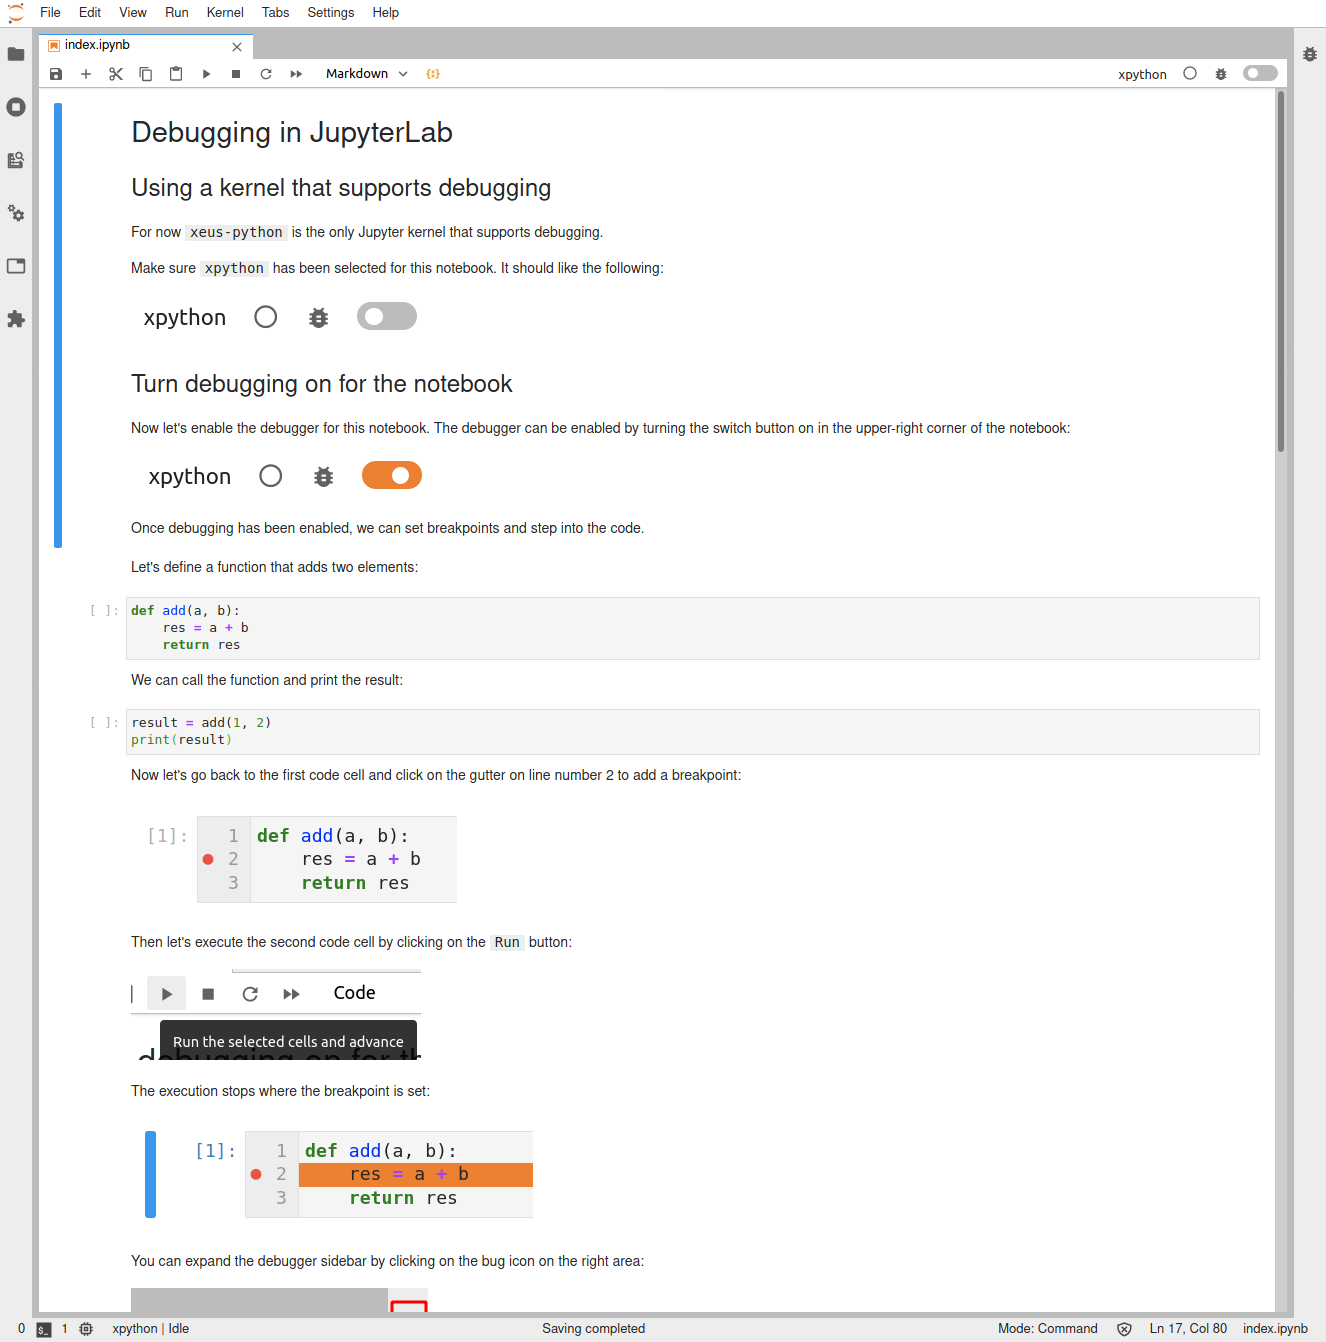 File Edit View Run Kernel Tabs Settings Help
index.ipynb
Markdown
xpython
Debugging in JupyterLab
Using a kernel that supports debugging
For now xeus-python is the only Jupyter kernel that supports debugging.
Make sure xpython has been selected for this notebook. It should like the following:
xpython
Turn debugging on for the notebook
Now let's enable the debugger for this notebook. The debugger can be enabled by turning the switch button on in the upper-right corner of the notebook:
xpython
Once debugging has been enabled, we can set breakpoints and step into the code.
Let's define a function that adds two elements:
[ ]: def add(a, b):
    res = a + b
    return res
We can call the function and print the result:
[ ]: result = add(1, 2)
print(result)
Now let's go back to the first code cell and click on the gutter on line number 2 to add a breakpoint:
[1]: 1 def add(a, b):
2     res = a + b
3     return res
Then let's execute the second code cell by clicking on the Run button:
Code
Run the selected cells and advance
debugging on for th
The execution stops where the breakpoint is set:
[1]: 1 def add(a, b):
2     res = a + b
3     return res
You can expand the debugger sidebar by clicking on the bug icon on the right area:
0 $_ 1 xpython | Idle Saving completed Mode: Command Ln 17, Col 80 index.ipynb